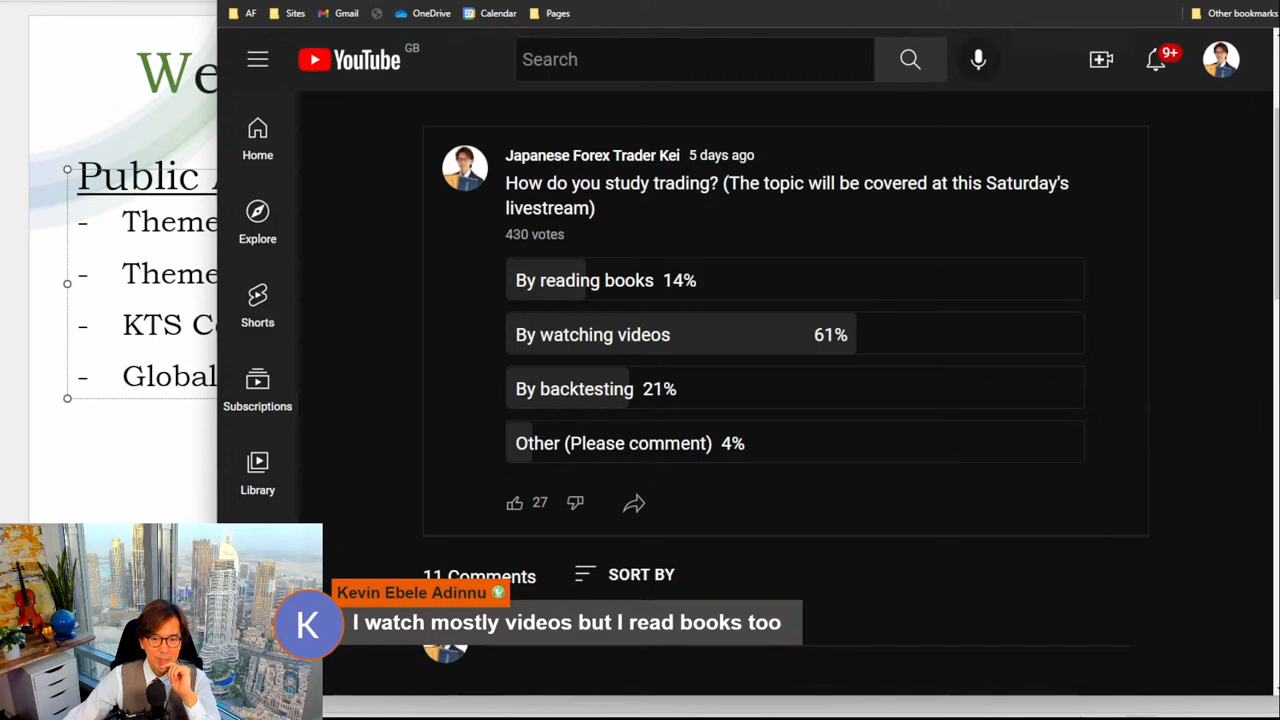 AF
Sites
Gmail
OneDrive
Calendar
Pages
Other bookmarks
We
Public
- Theme
- Theme
- KTS Co
- Global
YouTube GB
Search
9+
Home
Explore
Shorts
Subscriptions
Library
Japanese Forex Trader Kei 5 days ago
How do you study trading? (The topic will be covered at this Saturday's
livestream)
430 votes
By reading books 14%
By watching videos 61%
By backtesting 21%
Other (Please comment) 4%
27
11 Comments
SORT BY
Kevin Ebele Adinnu
K
I watch mostly videos but I read books too